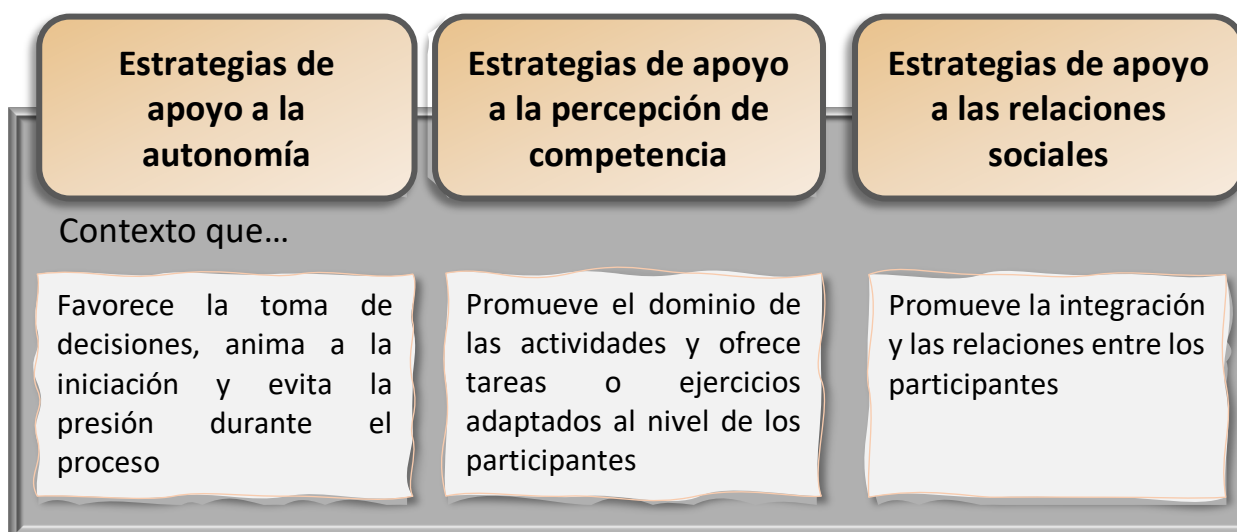 Estrategias de
apoyo a la
autonomía
Estrategias de apoyo
a la percepción de
competencia
Estrategias de apoyo
a las relaciones
sociales
Contexto que…
Favorece la toma de
decisiones, anima a la
iniciación y evita la
presión durante el
proceso
Promueve el dominio de
las actividades y ofrece
tareas o ejercicios
adaptados al nivel de los
participantes
Promueve la integración
y las relaciones entre los
participantes